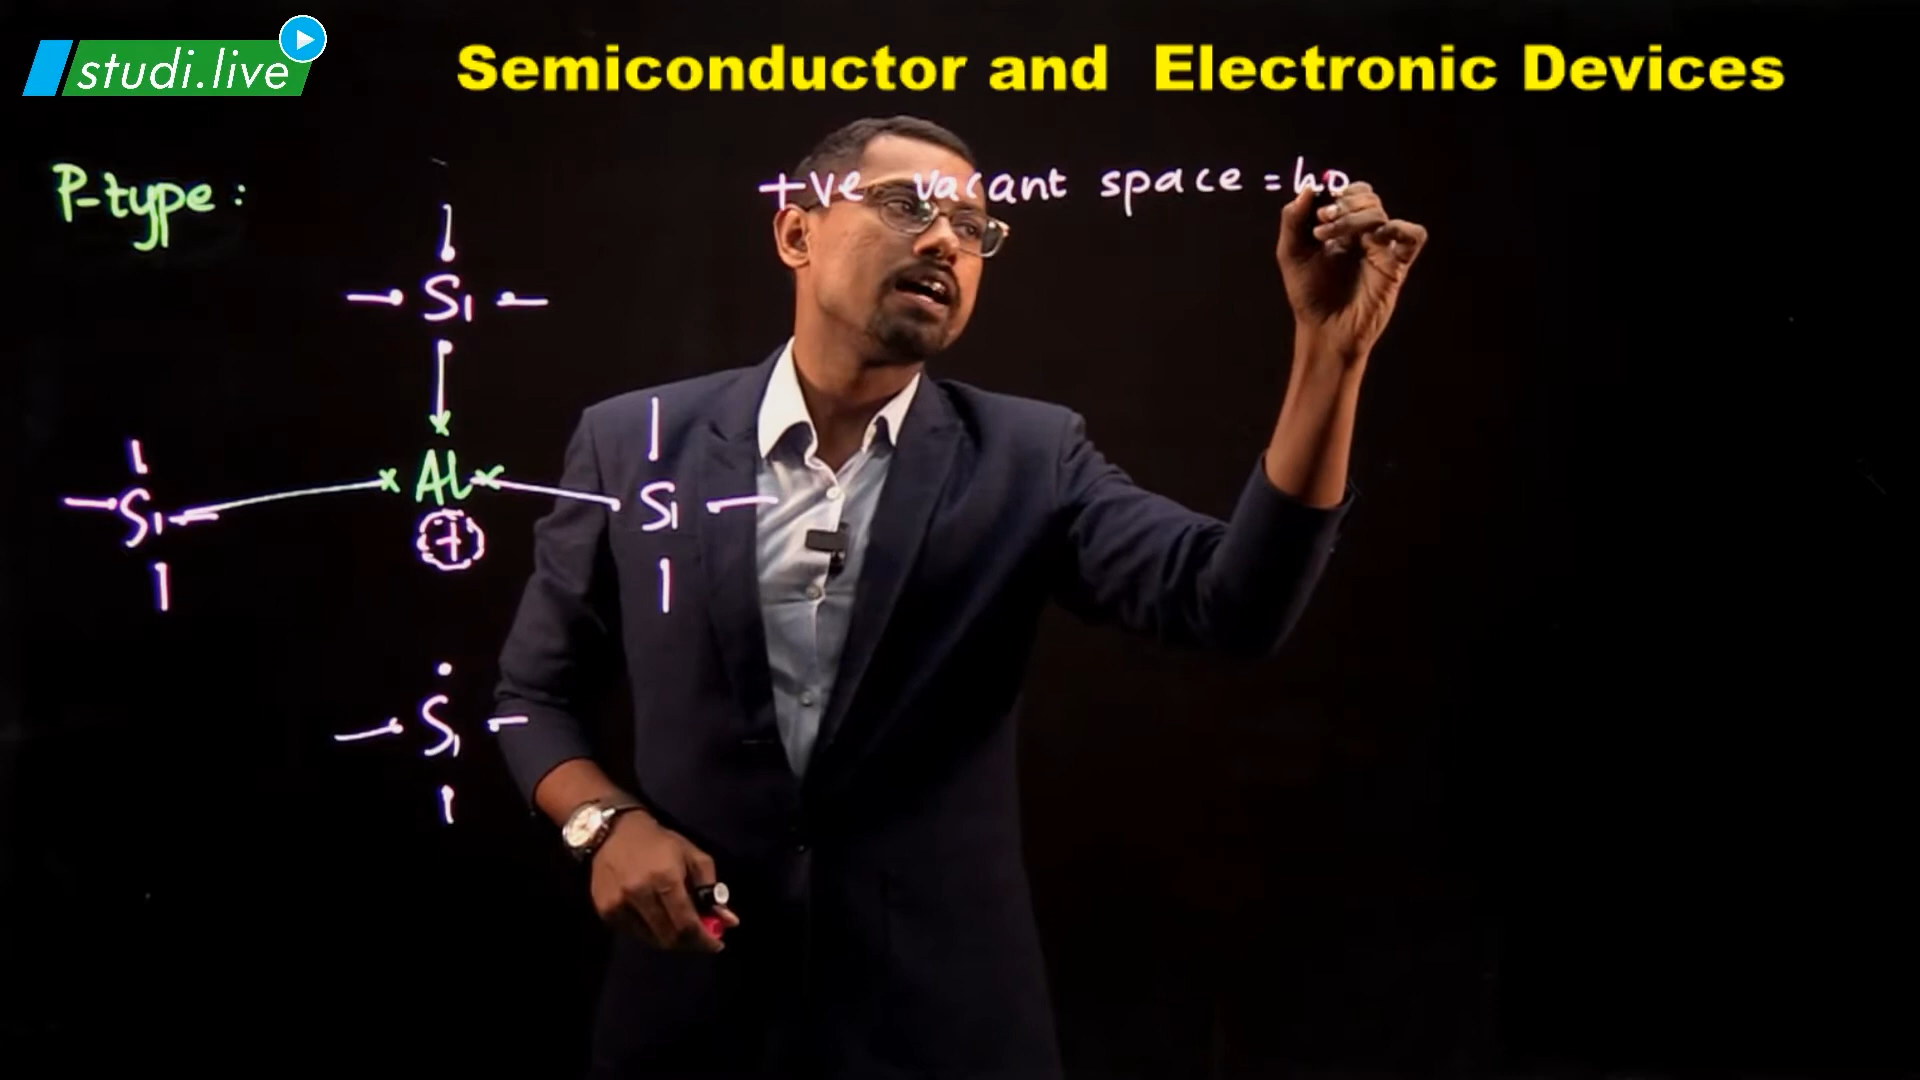 studi.live
Semiconductor and Electronic Devices
P-type :
+ve vacant space = ho
Si
Al
+
Si
Si
Si